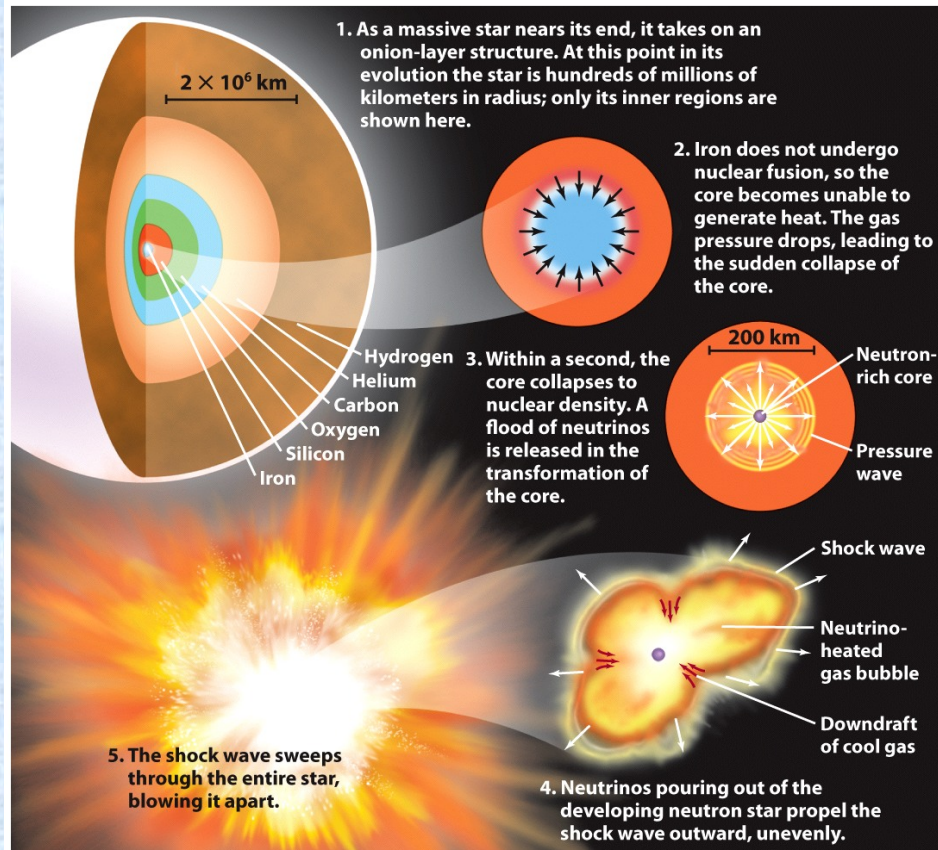 1. As a massive star nears its end, it takes on an
onion-layer structure. At this point in its
evolution the star is hundreds of millions of
kilometers in radius; only its inner regions are
shown here.
2 × 10⁶ km
2. Iron does not undergo
nuclear fusion, so the
core becomes unable to
generate heat. The gas
pressure drops, leading to
the sudden collapse of
the core.
Hydrogen
Helium
Carbon
Oxygen
Silicon
Iron
3. Within a second, the
core collapses to
nuclear density. A
flood of neutrinos
is released in the
transformation of
the core.
200 km
Neutron-
rich core
Pressure
wave
Shock wave
Neutrino-
heated
gas bubble
Downdraft
of cool gas
4. Neutrinos pouring out of the
developing neutron star propel the
shock wave outward, unevenly.
5. The shock wave sweeps
through the entire star,
blowing it apart.